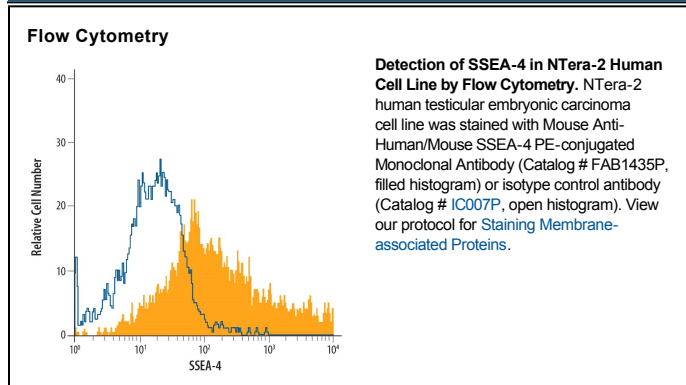 Flow Cytometry
Detection of SSEA-4 in NTera-2 Human
Cell Line by Flow Cytometry. NTera-2
human testicular embryonic carcinoma
cell line was stained with Mouse Anti-
Human/Mouse SSEA-4 PE-conjugated
Monoclonal Antibody (Catalog # FAB1435P,
filled histogram) or isotype control antibody
(Catalog # IC007P, open histogram). View
our protocol for Staining Membrane-
associated Proteins.
Relative Cell Number
40
30
20
10
0
10⁰ 10¹ 10² 10³ 10⁴
SSEA-4